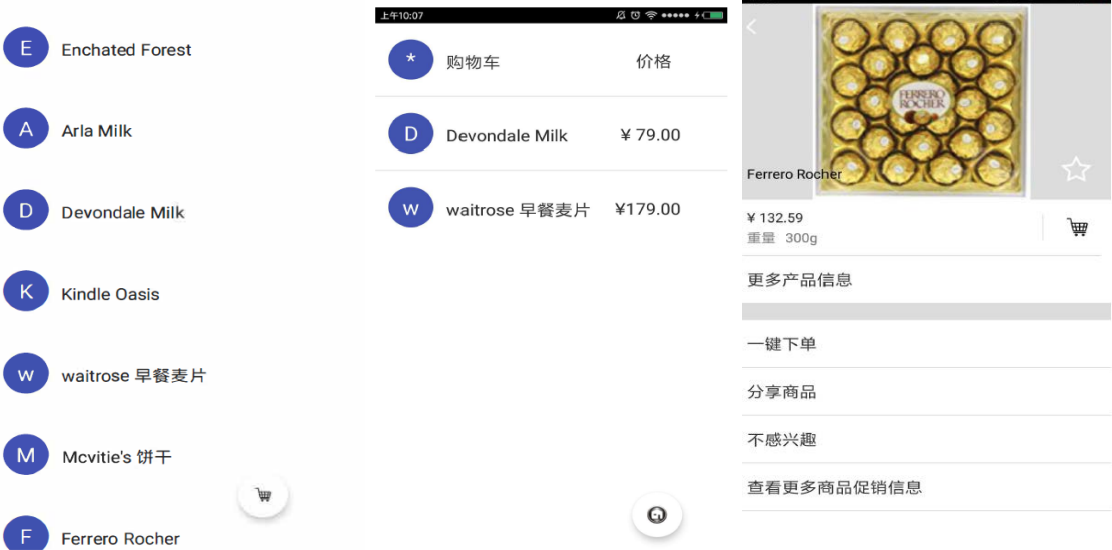 E Enchated Forest
A Arla Milk
D Devondale Milk
K Kindle Oasis
w waitrose 早餐麦片
M Mcvitie's 饼干
F Ferrero Rocher
上午10:07
* 购物车 价格
D Devondale Milk ¥ 79.00
w waitrose 早餐麦片 ¥179.00
FERRERO
ROCHER
Ferrero Rocher
¥ 132.59
重量 300g
更多产品信息
一键下单
分享商品
不感兴趣
查看更多商品促销信息